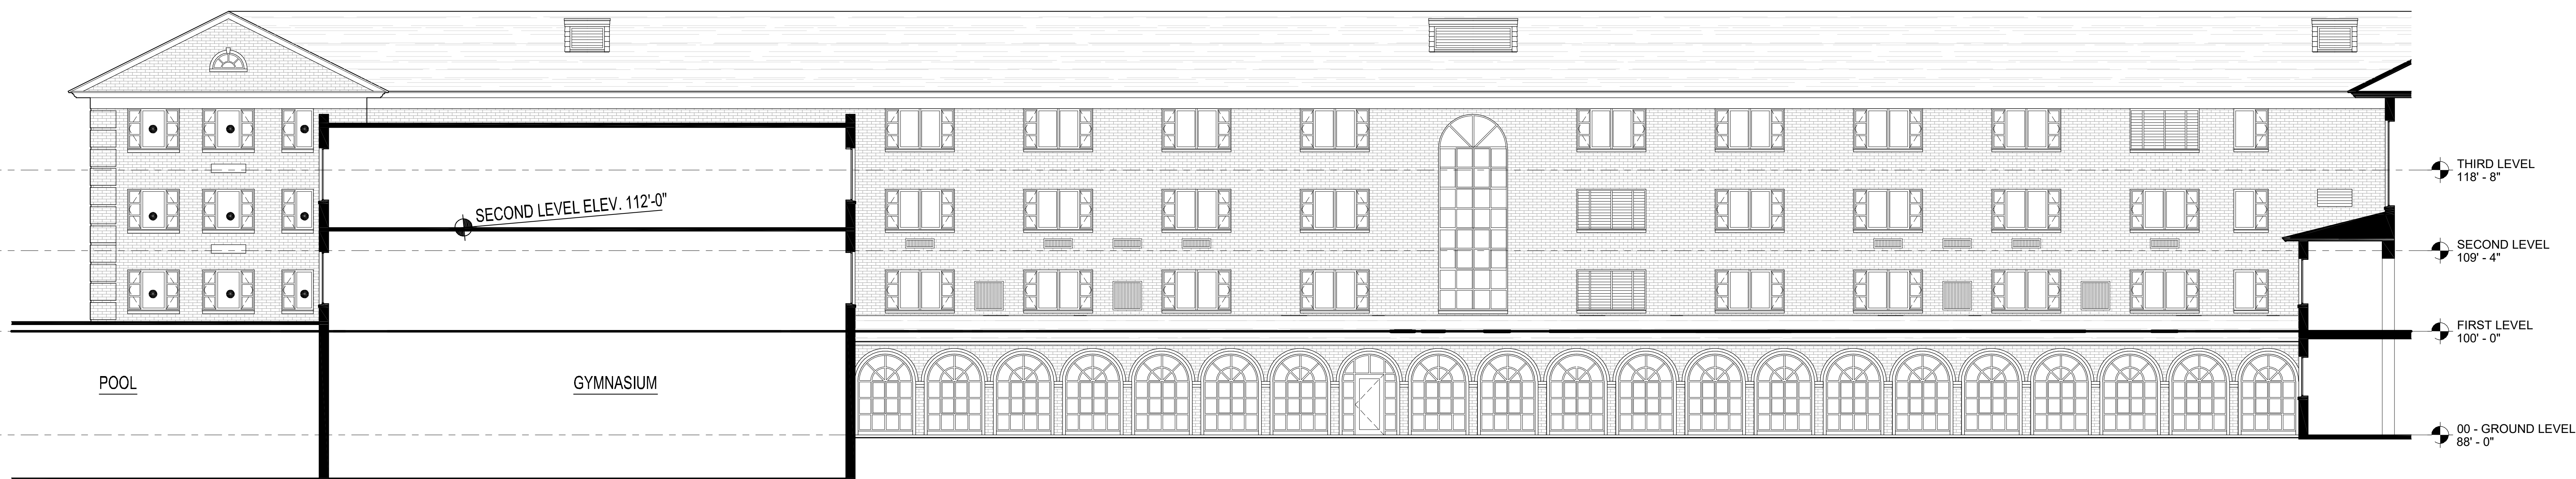 THIRD LEVEL
118' - 8"
SECOND LEVEL ELEV. 112'-0"
SECOND LEVEL
109' - 4"
FIRST LEVEL
100' - 0"
POOL
GYMNASIUM
00 - GROUND LEVEL
88' - 0"